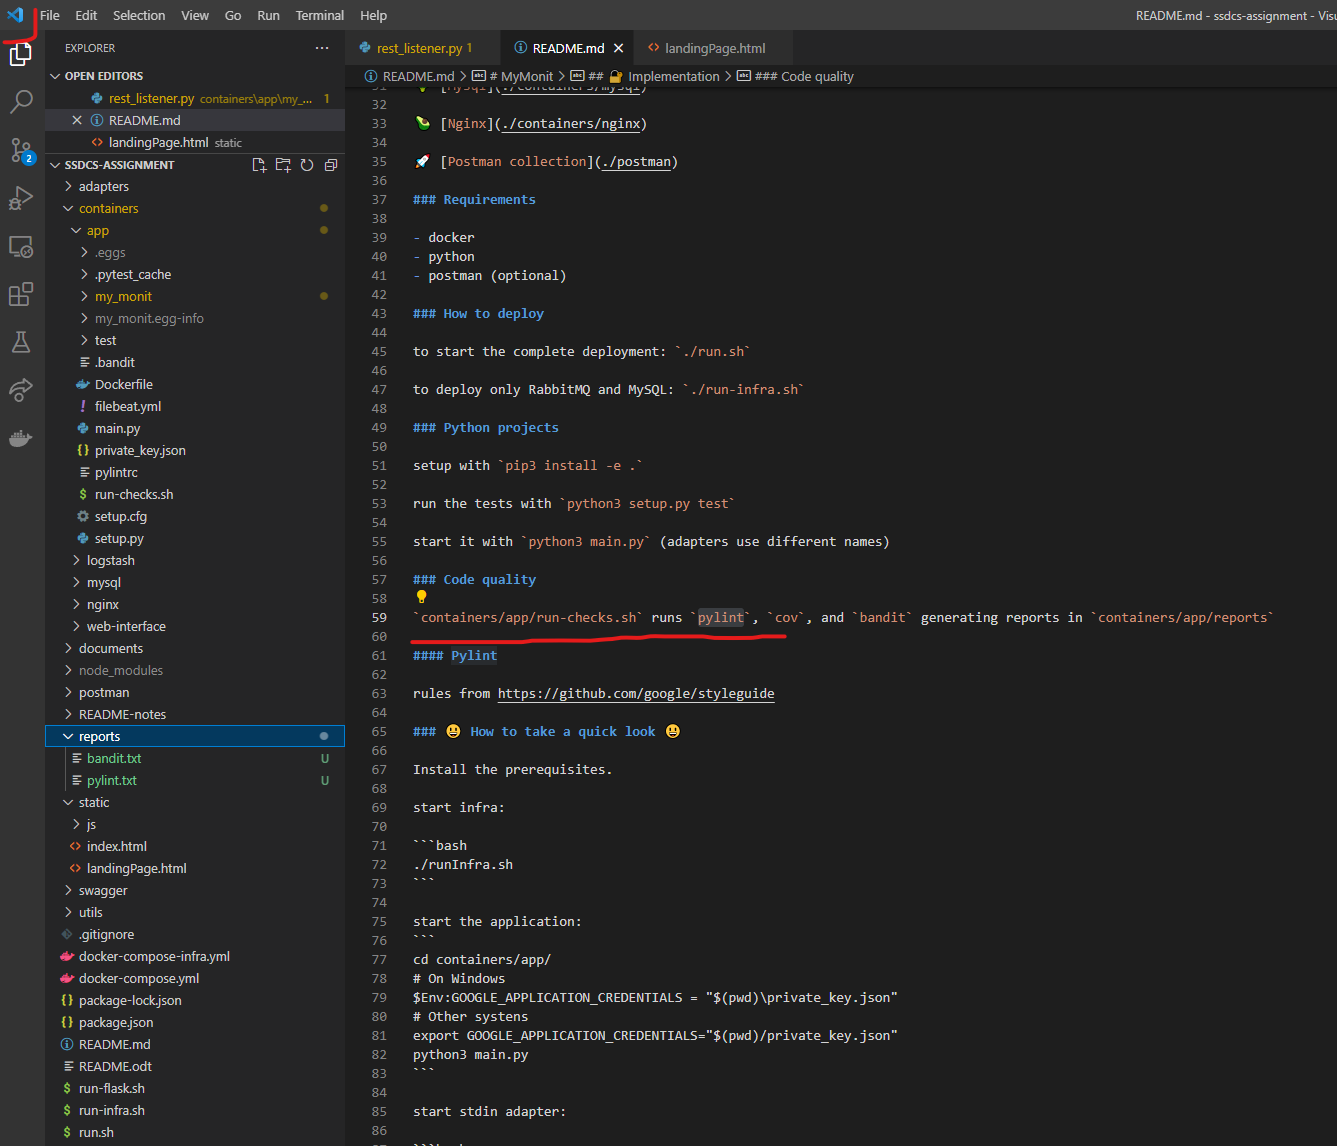 File Edit Selection View Go Run Terminal Help README.md - ssdcs-assignment - Visu
EXPLORER
OPEN EDITORS
rest_listener.py containers\app\my_... 1
README.md
landingPage.html static
SSDCS-ASSIGNMENT
adapters
containers
app
.eggs
.pytest_cache
my_monit
my_monit.egg-info
test
.bandit
Dockerfile
filebeat.yml
main.py
private_key.json
pylintrc
run-checks.sh
setup.cfg
setup.py
logstash
mysql
nginx
web-interface
documents
node_modules
postman
README-notes
reports
bandit.txt U
pylint.txt U
static
js
index.html
landingPage.html
swagger
utils
.gitignore
docker-compose-infra.yml
docker-compose.yml
package-lock.json
package.json
README.md
README.odt
run-flask.sh
run-infra.sh
run.sh
2
rest_listener.py 1 README.md landingPage.html
README.md > # MyMonit > ## 🔐 Implementation > ### Code quality
31 [Mysql](./containers/mysql)
32
33 🥑 [Nginx](./containers/nginx)
34
35 🚀 [Postman collection](./postman)
36
37 ### Requirements
38
39 - docker
40 - python
41 - postman (optional)
42
43 ### How to deploy
44
45 to start the complete deployment: `./run.sh`
46
47 to deploy only RabbitMQ and MySQL: `./run-infra.sh`
48
49 ### Python projects
50
51 setup with `pip3 install -e .`
52
53 run the tests with `python3 setup.py test`
54
55 start it with `python3 main.py` (adapters use different names)
56
57 ### Code quality
58
59 `containers/app/run-checks.sh` runs `pylint`, `cov`, and `bandit` generating reports in `containers/app/reports`
60
61 #### Pylint
62
63 rules from https://github.com/google/styleguide
64
65 ### 😃 How to take a quick look 😃
66
67 Install the prerequisites.
68
69 start infra:
70
71 ```bash
72 ./runInfra.sh
73 ```
74
75 start the application:
76 ```
77 cd containers/app/
78 # On Windows
79 $Env:GOOGLE_APPLICATION_CREDENTIALS = "$(pwd)\private_key.json"
80 # Other systens
81 export GOOGLE_APPLICATION_CREDENTIALS="$(pwd)/private_key.json"
82 python3 main.py
83 ```
84
85 start stdin adapter:
86